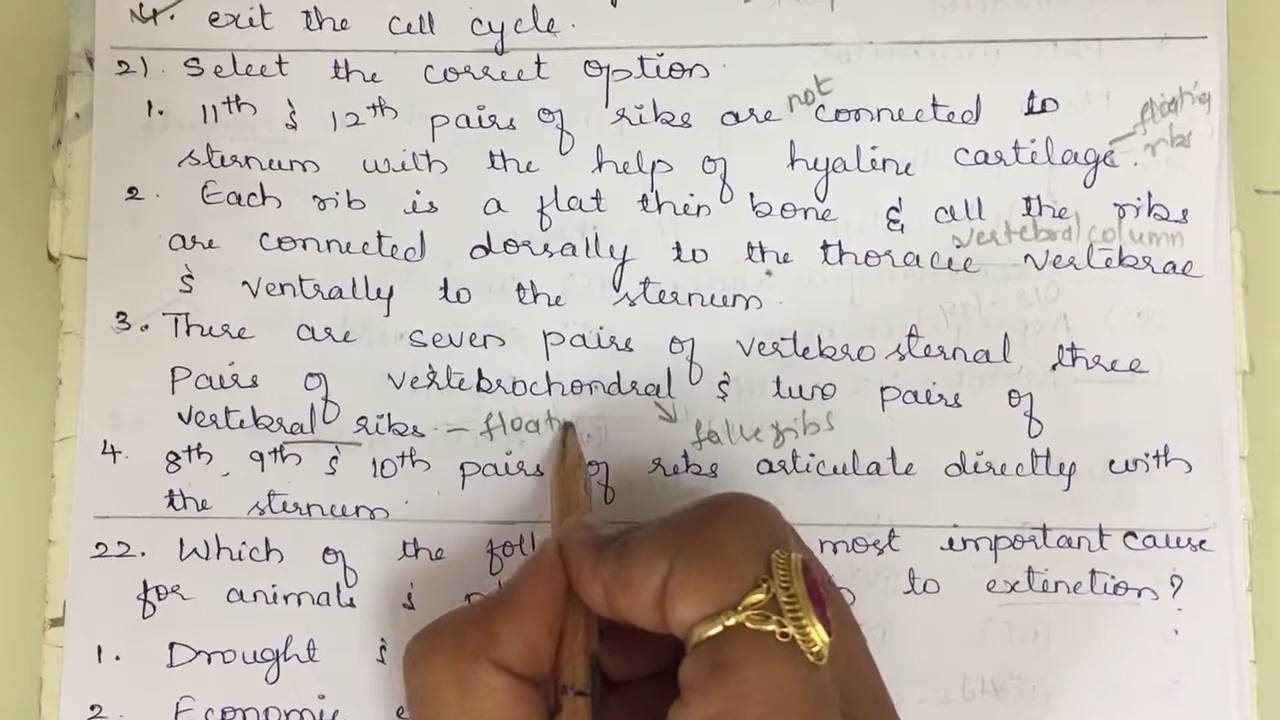 4. exit the cell cycle.
21. Select the correct option.
not
1. 11th & 12th pairs of ribs are connected to
floating
ribs
sternum with the help of hyaline cartilage.
2. Each rib is a flat thin bone & all the ribs
vertebral column
are connected dorsally to the thoracic vertebrae
& ventrally to the sternum.
3. There are seven pairs of vertebrosternal, three
pairs of vertebrochondral & two pairs of
vertebral ribs. - floati
false ribs
4. 8th, 9th & 10th pairs of ribs articulate directly with
the sternum.
22. Which of the most important cause
for animals & to extinction?
1. Drought &
2. Economic